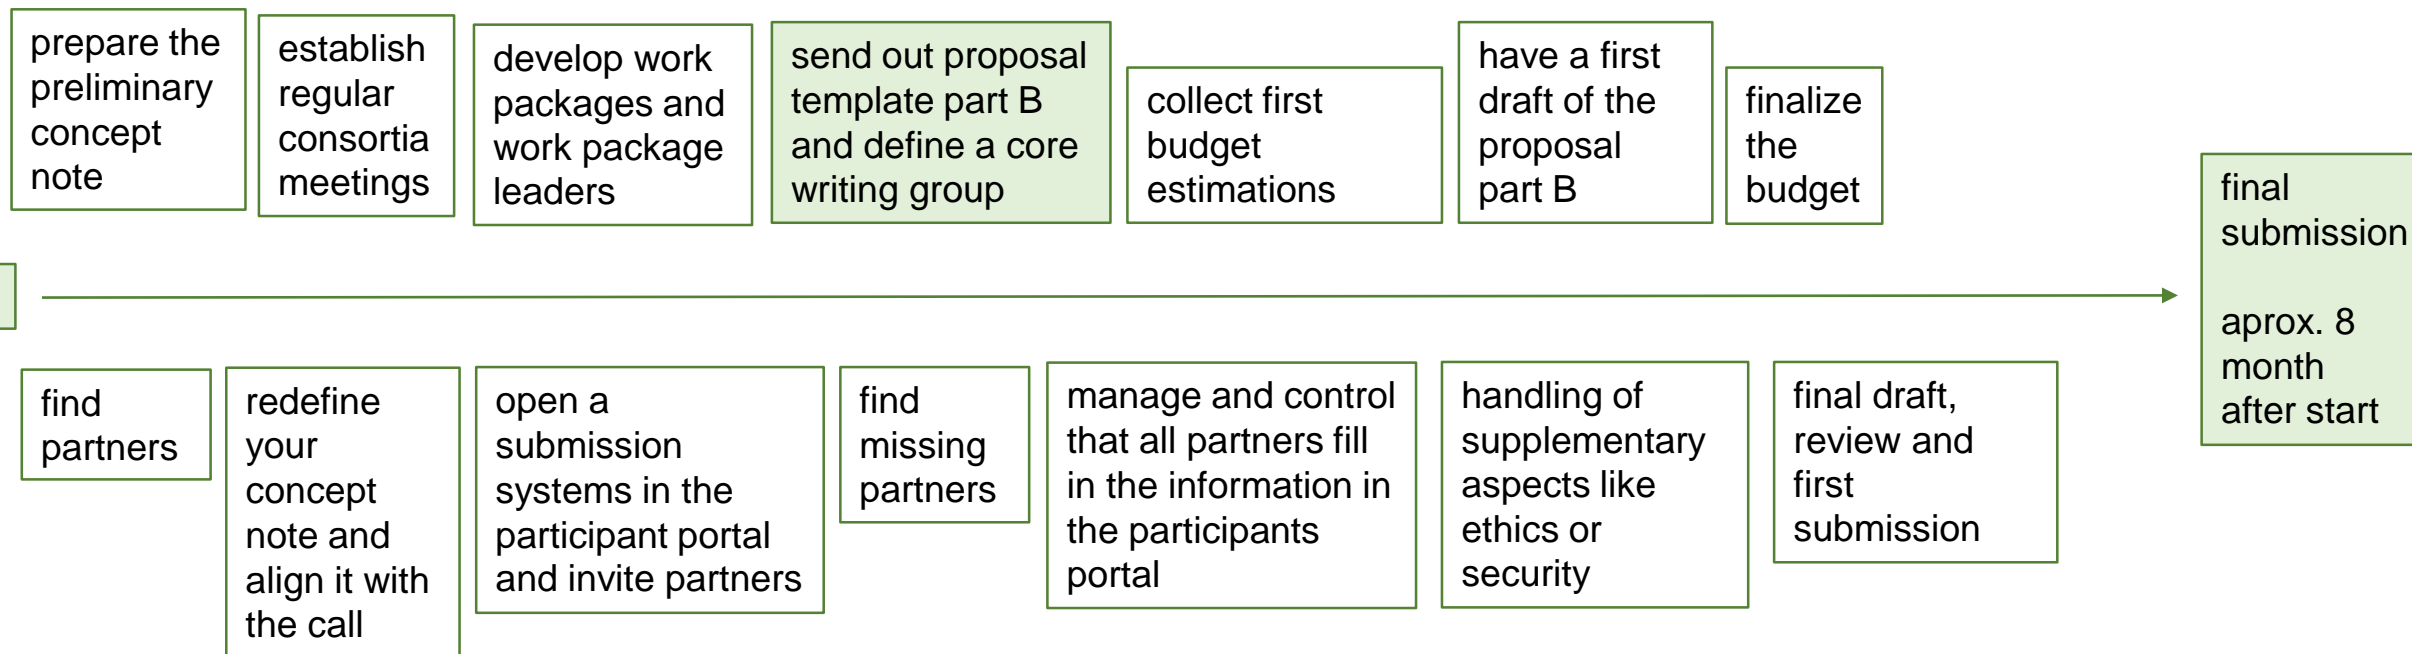 prepare the
preliminary
concept
note
establish
regular
consortia
meetings
develop work
packages and
work package
leaders
send out proposal
template part B
and define a core
writing group
collect first
budget
estimations
have a first
draft of the
proposal
part B
finalize
the
budget
final
submission
aprox. 8
month
after start
find
partners
redefine
your
concept
note and
align it with
the call
open a
submission
systems in the
participant portal
and invite partners
find
missing
partners
manage and control
that all partners fill
in the information in
the participants
portal
handling of
supplementary
aspects like
ethics or
security
final draft,
review and
first
submission